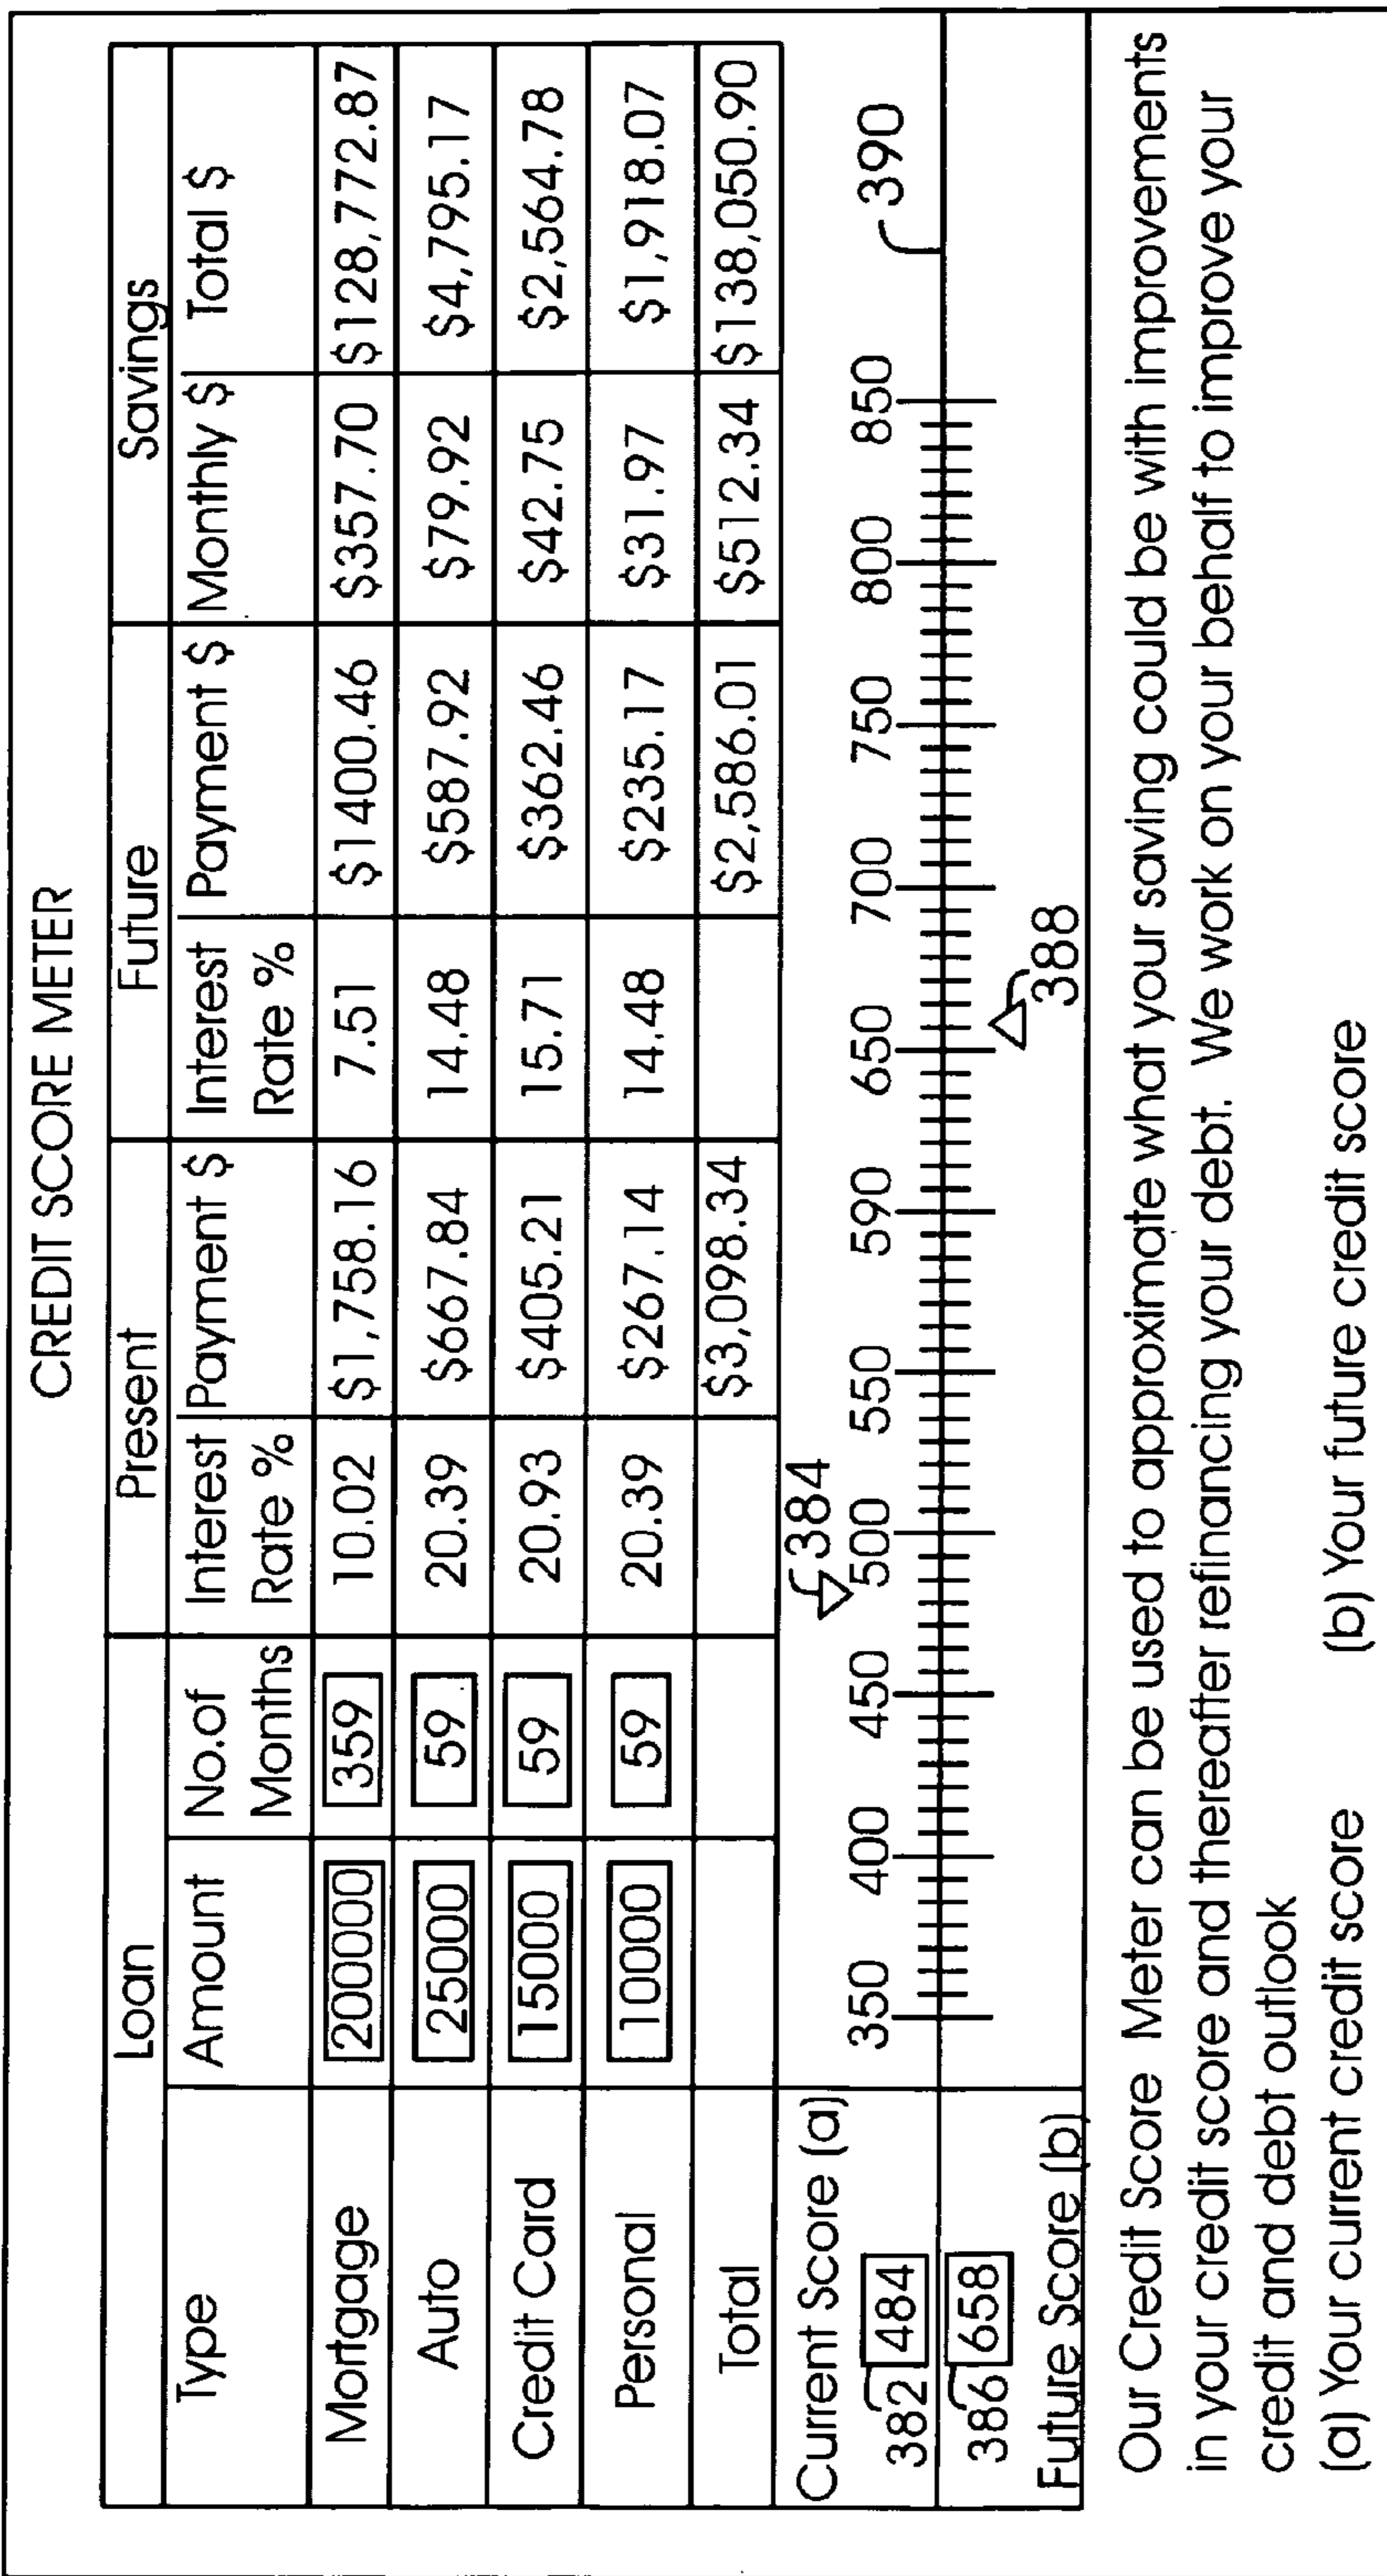 CREDIT SCORE METER
Loan Present Future Savings
Type Amount No.of Months Interest Rate % Payment $ Interest Rate % Payment $ Monthly $ Total $
Mortgage 200000 359 10.02 $1,758.16 7.51 $1400.46 $357.70 $128,772.87
Auto 25000 59 20.39 $667.84 14.48 $587.92 $79.92 $4,795.17
Credit Card 15000 59 20.93 $405.21 15.71 $362.46 $42.75 $2,564.78
Personal 10000 59 20.39 $267.14 14.48 $235.17 $31.97 $1,918.07
Total $3,098.34 $2,586.01 $512.34 $138,050.90
Current Score (a) 384
382 484 350 400 450 500 550 590 650 700 750 800 850 390
386 658
Future Score (b) 388
Our Credit Score Meter can be used to approximate what your saving could be with improvements
in your credit score and thereafter refinancing your debt. We work on your behalf to improve your
credit and debt outlook
(a) Your current credit score (b) Your future credit score